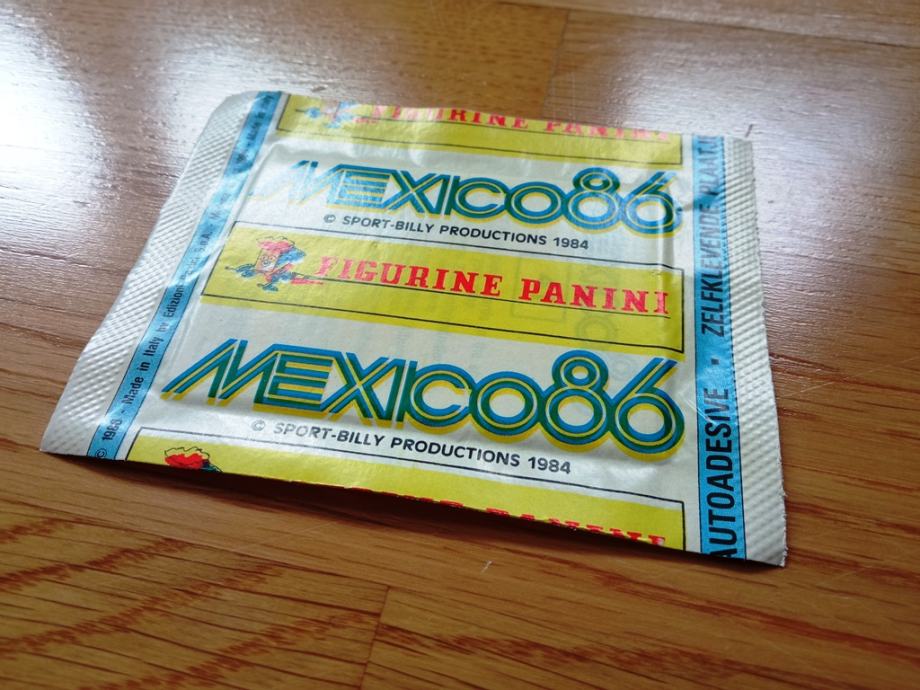 FIGURINE PANINI
MEXICO86
© SPORT-BILLY PRODUCTIONS 1984
FIGURINE PANINI
MEXICO86
© SPORT-BILLY PRODUCTIONS 1984
© 1986 - Made in Italy by Edizioni
AUTOADESIVE • ZELFKLEVENDE